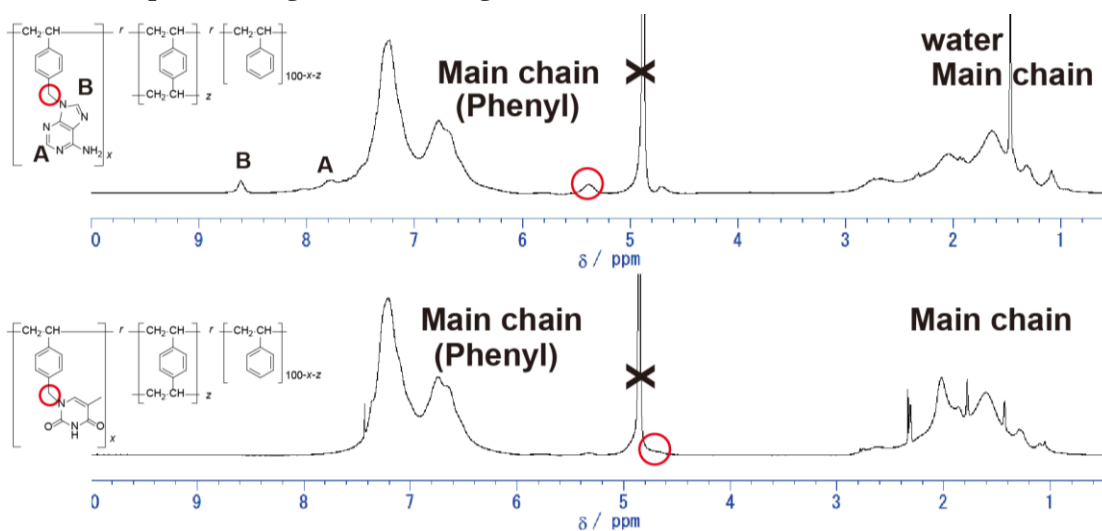 water
Main chain
Main chain
(Phenyl)
X
CH₂ CH r CH₂ CH r CH₂ CH
100-x-z
CH₂ CH z
B
N
N
N
A N NH₂ x
B A
0 9 8 7 6 5 4 3 2 1
δ / ppm
Main chain
(Phenyl)
Main chain
X
CH₂ CH r CH₂ CH r CH₂ CH
100-x-z
CH₂ CH z
N
O N O
H x
0 9 8 7 6 5 4 3 2 1
δ / ppm